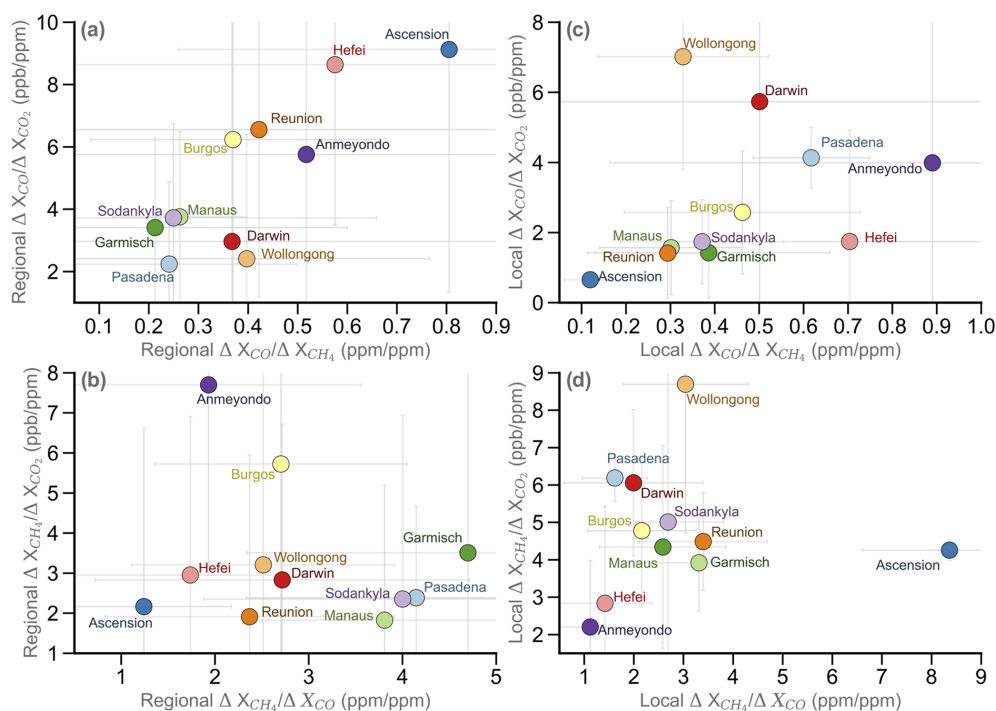 (a)
Regional Δ X_CO/Δ X_CO₂ (ppb/ppm)
10
8
6
4
2
Ascension
Hefei
Reunion
Burgos
Anmeyondo
Sodankyla
Manaus
Garmisch
Darwin
Wollongong
Pasadena
0.1 0.2 0.3 0.4 0.5 0.6 0.7 0.8 0.9
Regional Δ X_CO/Δ X_CH₄ (ppm/ppm)
(c)
Local Δ X_CO/Δ X_CO₂ (ppb/ppm)
8
6
4
2
0
Wollongong
Darwin
Pasadena
Anmeyondo
Burgos
Manaus
Sodankyla
Hefei
Reunion
Garmisch
Ascension
0.1 0.2 0.3 0.4 0.5 0.6 0.7 0.8 0.9 1.0
Local Δ X_CO/Δ X_CH₄ (ppm/ppm)
(b)
Regional Δ X_CH₄/Δ X_CO₂ (ppb/ppm)
8
7
6
5
4
3
2
1
Anmeyondo
Burgos
Garmisch
Wollongong
Hefei
Darwin
Sodankyla
Pasadena
Ascension
Reunion
Manaus
1 2 3 4 5
Regional Δ X_CH₄/Δ X_CO (ppm/ppm)
(d)
Local Δ X_CH₄/Δ X_CO₂ (ppb/ppm)
9
8
7
6
5
4
3
2
Wollongong
Pasadena
Darwin
Sodankyla
Burgos
Reunion
Manaus
Garmisch
Ascension
Hefei
Anmeyondo
1 2 3 4 5 6 7 8 9
Local Δ X_CH₄/Δ X_CO (ppm/ppm)